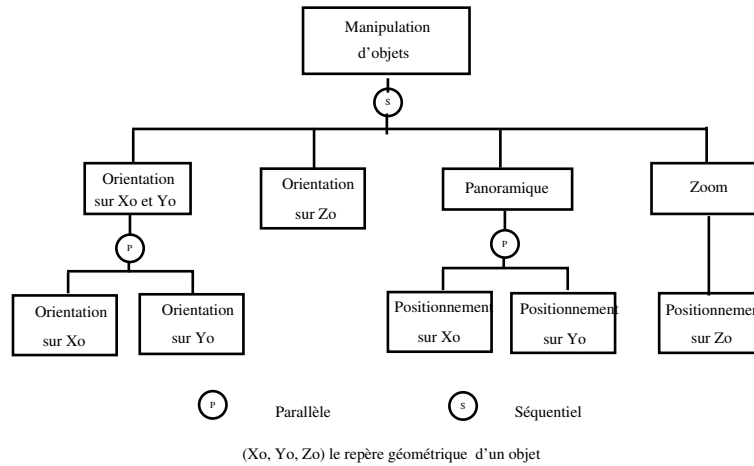 Manipulation
d'objets
S
Orientation
sur Xo et Yo
Orientation
sur Zo
Panoramique
Zoom
P
P
Orientation
sur Xo
Orientation
sur Yo
Positionnement
sur Xo
Positionnement
sur Yo
Positionnemen
sur Zo
P Parallèle S Séquentiel
(Xo, Yo, Zo) le repère géométrique d'un objet